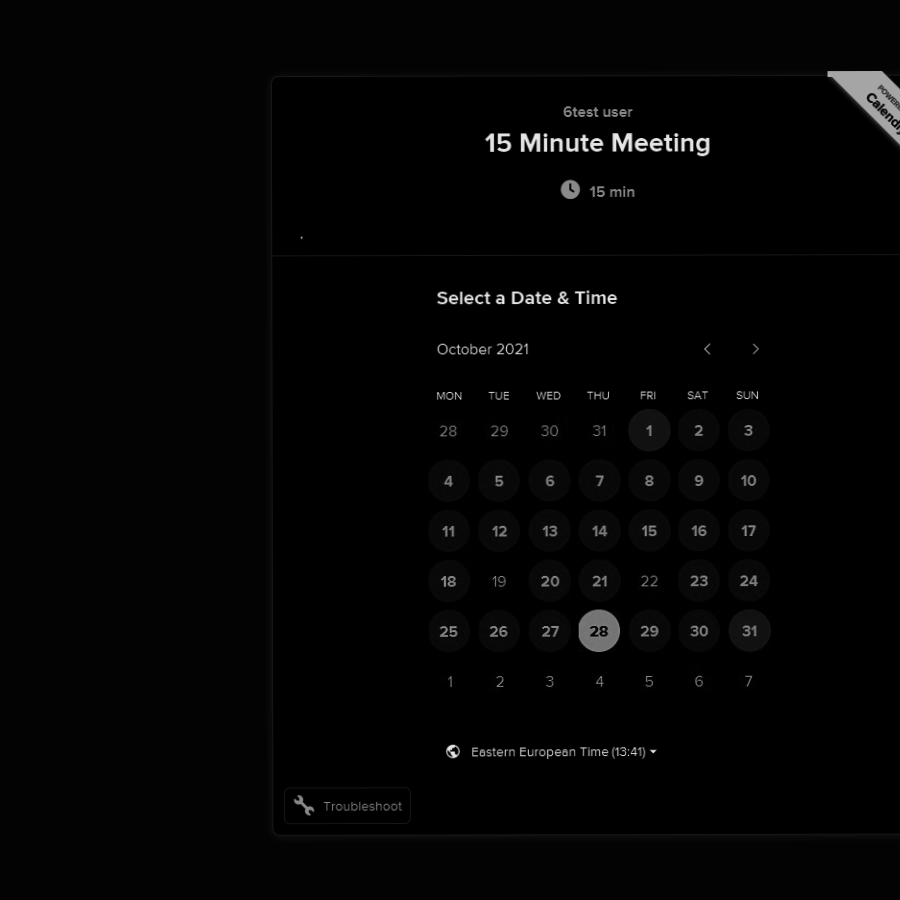 6test user
15 Minute Meeting
15 min
.
Select a Date & Time
October 2021
MON TUE WED THU FRI SAT SUN
28 29 30 31 1 2 3
4 5 6 7 8 9 10
11 12 13 14 15 16 17
18 19 20 21 22 23 24
25 26 27 28 29 30 31
1 2 3 4 5 6 7
Eastern European Time (13:41)
Troubleshoot